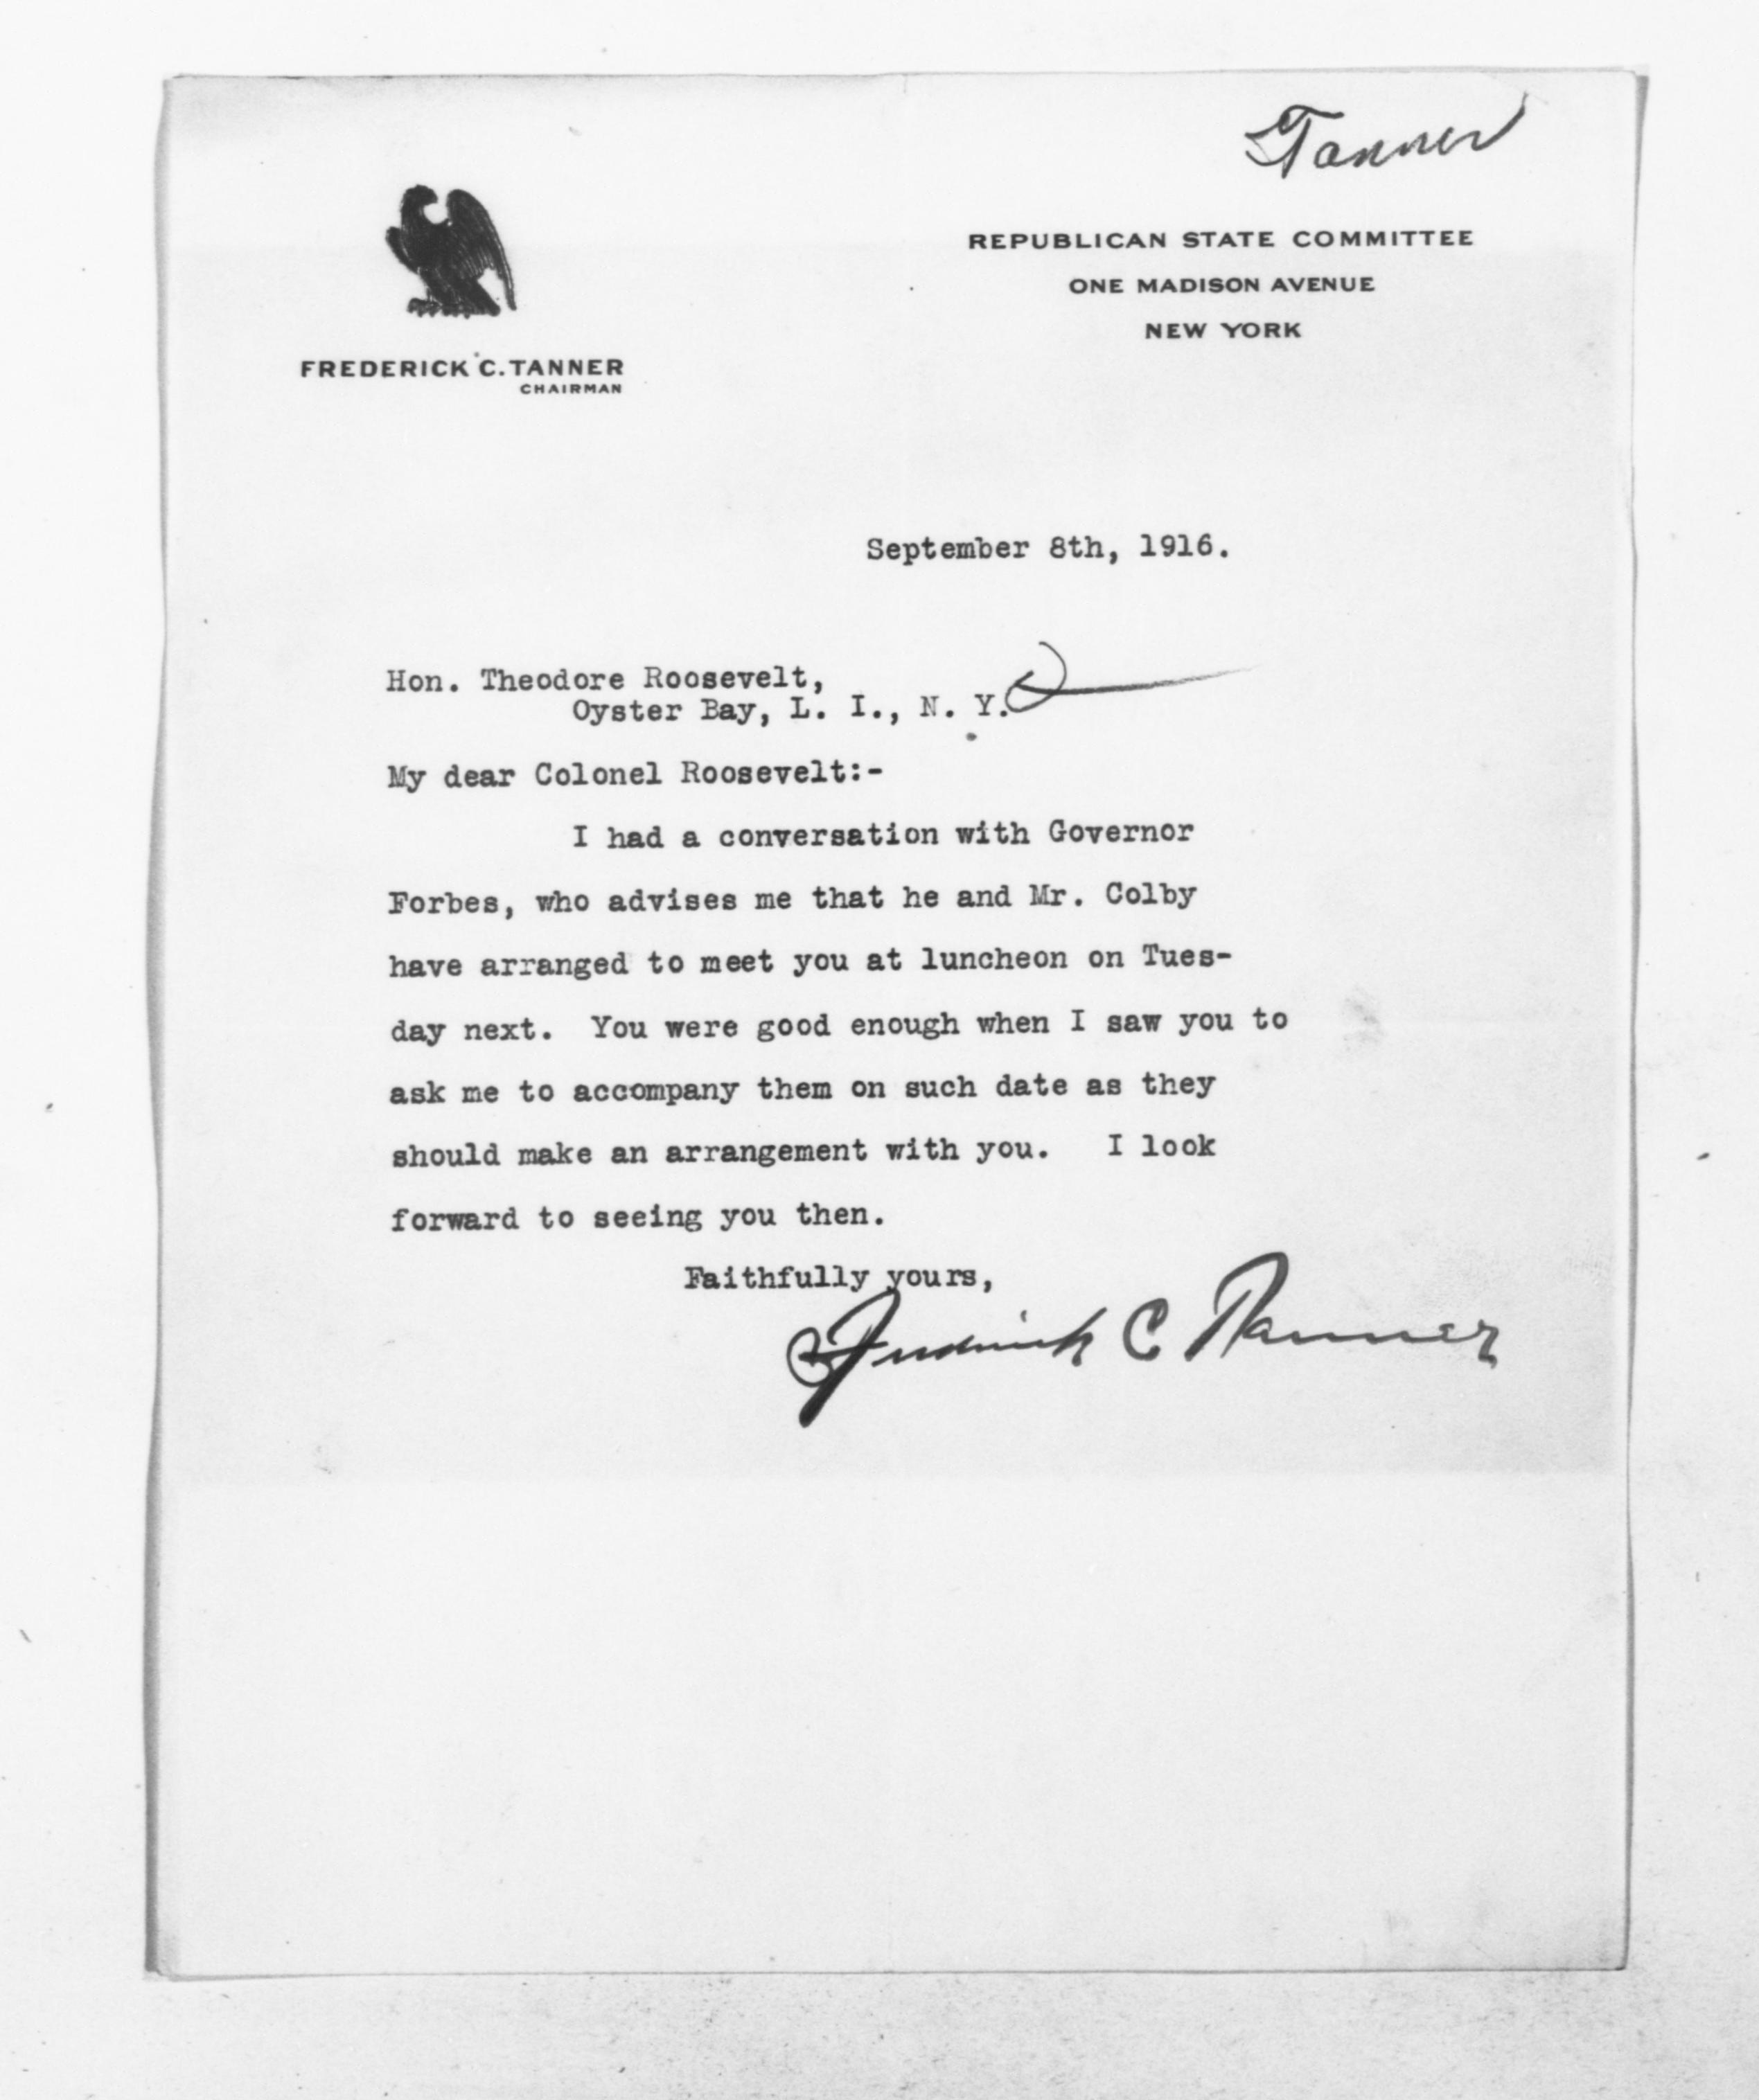 Tanner
REPUBLICAN STATE COMMITTEE
ONE MADISON AVENUE
NEW YORK
FREDERICK C. TANNER
CHAIRMAN
September 8th, 1916.
Hon. Theodore Roosevelt,
Oyster Bay, L. I., N. Y.
My dear Colonel Roosevelt:-
I had a conversation with Governor
Forbes, who advises me that he and Mr. Colby
have arranged to meet you at luncheon on Tues-
day next. You were good enough when I saw you to
ask me to accompany them on such date as they
should make an arrangement with you. I look
forward to seeing you then.
Faithfully yours,
Frederick C Tanner